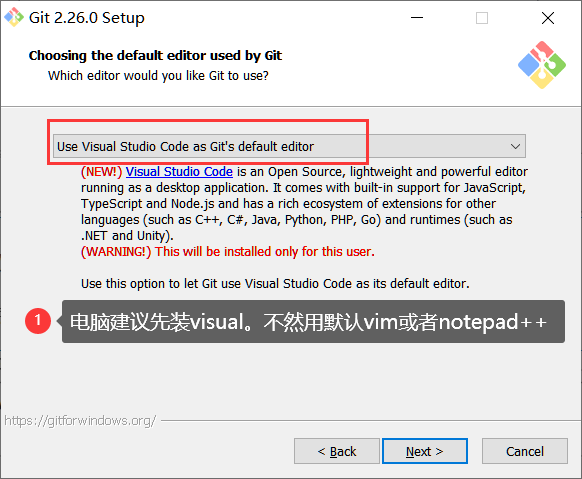 Git 2.26.0 Setup
Choosing the default editor used by Git
Which editor would you like Git to use?
Use Visual Studio Code as Git's default editor
(NEW!) Visual Studio Code is an Open Source, lightweight and powerful editor
running as a desktop application. It comes with built-in support for JavaScript,
TypeScript and Node.js and has a rich ecosystem of extensions for other
languages (such as C++, C#, Java, Python, PHP, Go) and runtimes (such as
.NET and Unity).
(WARNING!) This will be installed only for this user.
Use this option to let Git use Visual Studio Code as its default editor.
1 电脑建议先装visual。不然用默认vim或者notepad++
https://gitforwindows.org/
< Back Next > Cancel